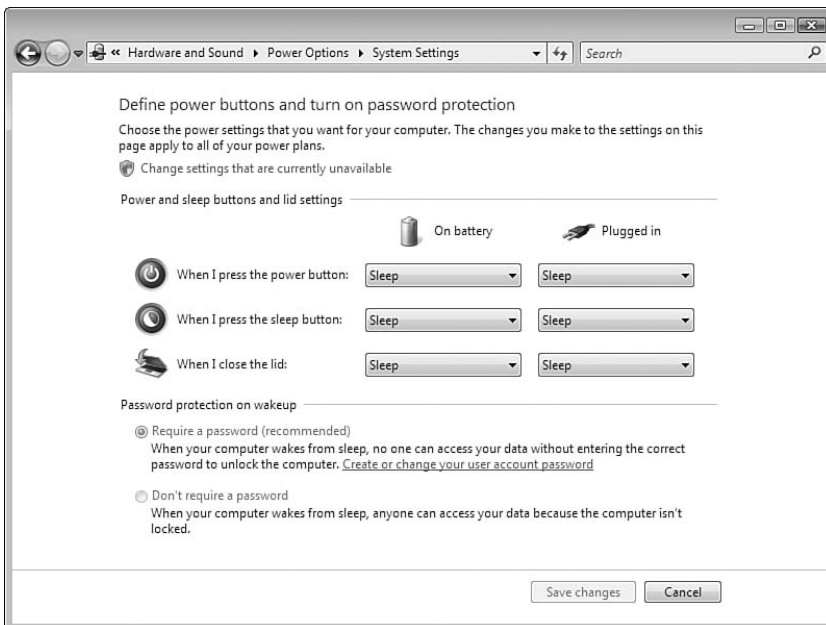 « Hardware and Sound ▸ Power Options ▸ System Settings
Search
Define power buttons and turn on password protection
Choose the power settings that you want for your computer. The changes you make to the settings on this
page apply to all of your power plans.
Change settings that are currently unavailable
Power and sleep buttons and lid settings
On battery Plugged in
When I press the power button: Sleep Sleep
When I press the sleep button: Sleep Sleep
When I close the lid: Sleep Sleep
Password protection on wakeup
Require a password (recommended)
When your computer wakes from sleep, no one can access your data without entering the correct
password to unlock the computer. Create or change your user account password
Don't require a password
When your computer wakes from sleep, anyone can access your data because the computer isn't
locked.
Save changes Cancel